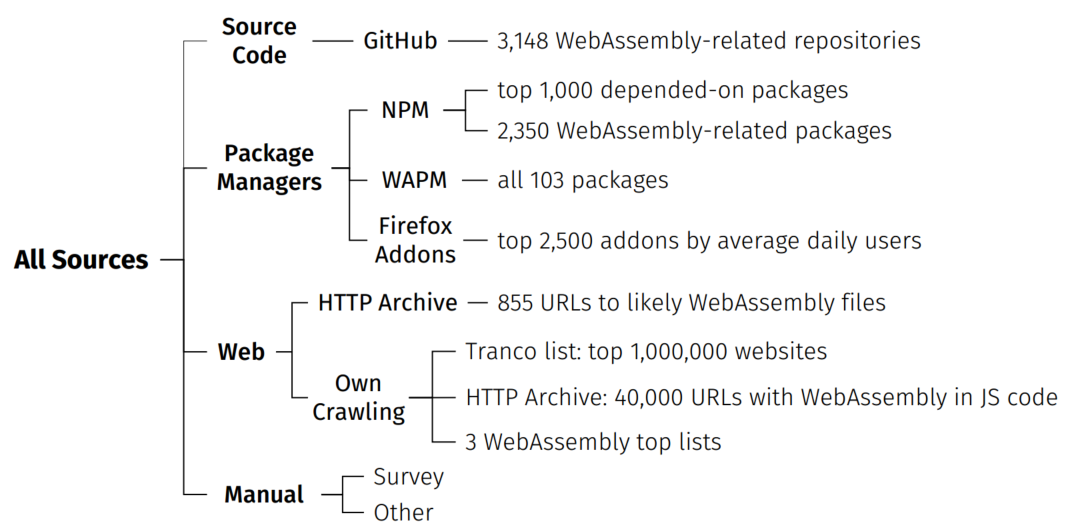 Source
Code
GitHub
3,148 WebAssembly-related repositories
NPM
top 1,000 depended-on packages
2,350 WebAssembly-related packages
Package
Managers
WAPM
all 103 packages
Firefox
Addons
top 2,500 addons by average daily users
All Sources
HTTP Archive
855 URLs to likely WebAssembly files
Web
Own
Crawling
Tranco list: top 1,000,000 websites
HTTP Archive: 40,000 URLs with WebAssembly in JS code
3 WebAssembly top lists
Manual
Survey
Other